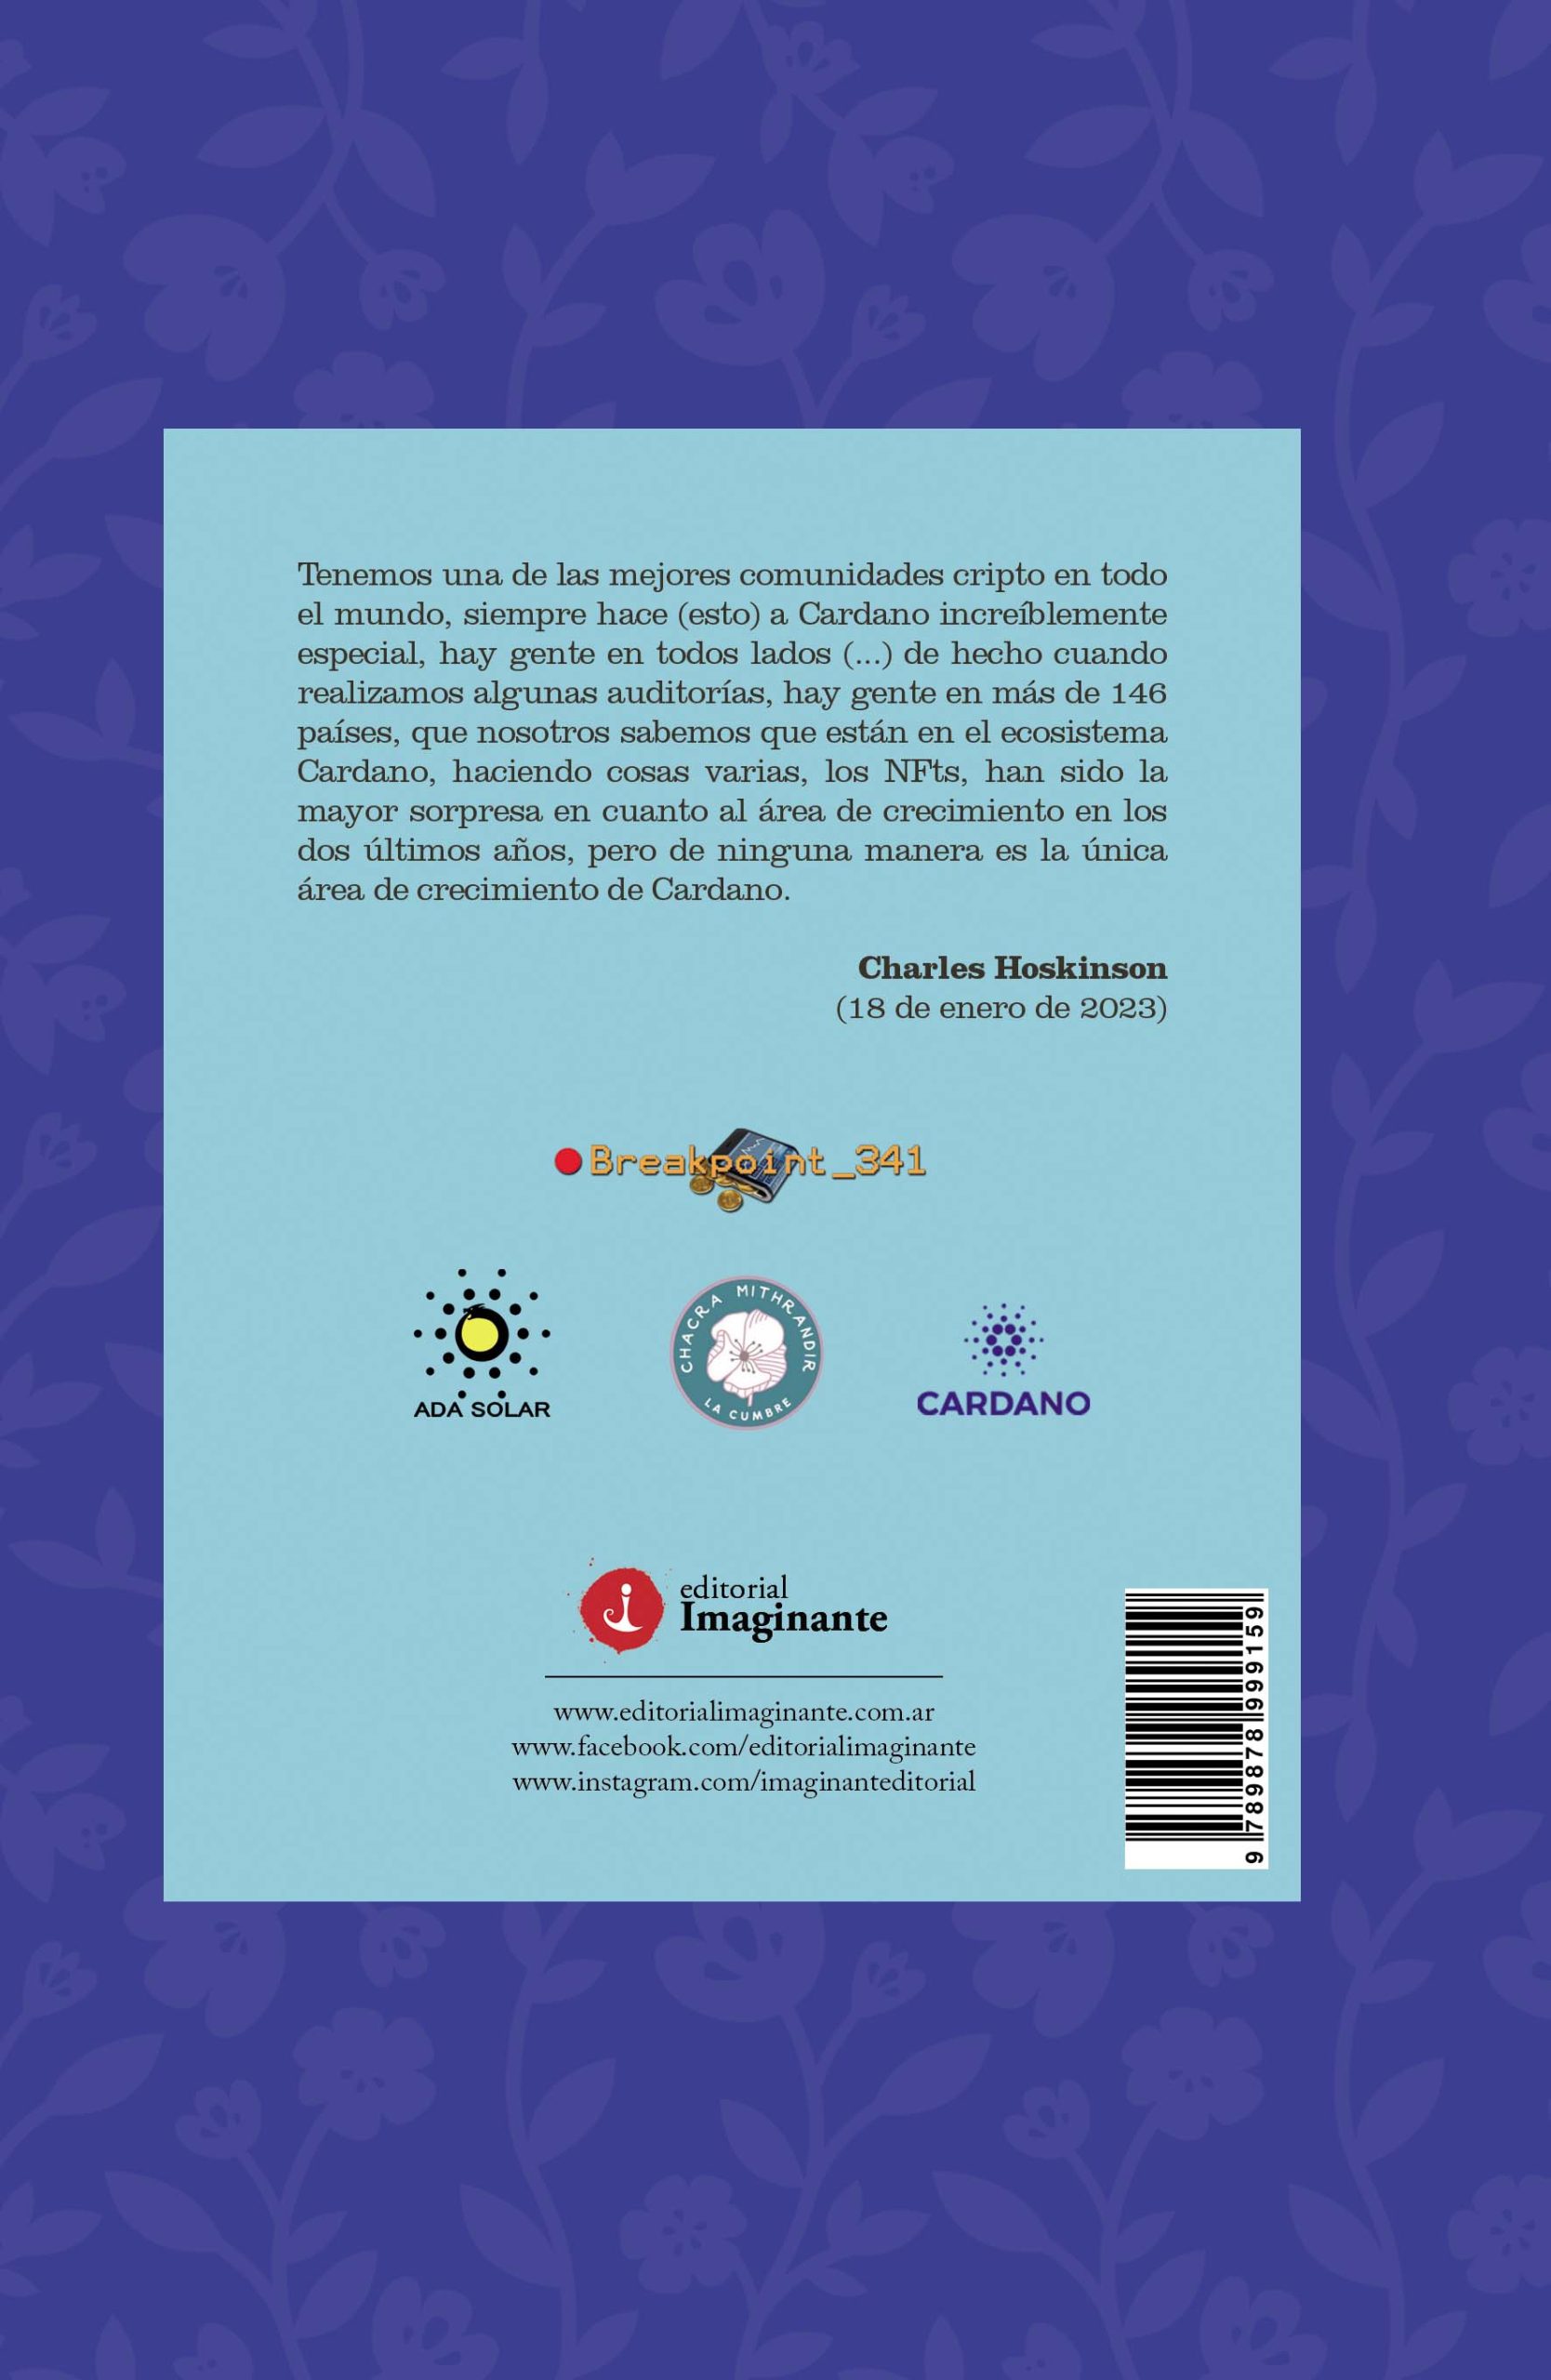 Tenemos una de las mejores comunidades cripto en todo
el mundo, siempre hace (esto) a Cardano increíblemente
especial, hay gente en todos lados (...) de hecho cuando
realizamos algunas auditorías, hay gente en más de 146
países, que nosotros sabemos que están en el ecosistema
Cardano, haciendo cosas varias, los NFts, han sido la
mayor sorpresa en cuanto al área de crecimiento en los
dos últimos años, pero de ninguna manera es la única
área de crecimiento de Cardano.
Charles Hoskinson
(18 de enero de 2023)
Breakpoint_341
ADA SOLAR
CHACRA MITHRANDIR
LA CUMBRE
CARDANO
editorial
Imaginante
www.editorialimaginante.com.ar
www.facebook.com/editorialimaginante
www.instagram.com/imaginanteditorial
9 789878 999159